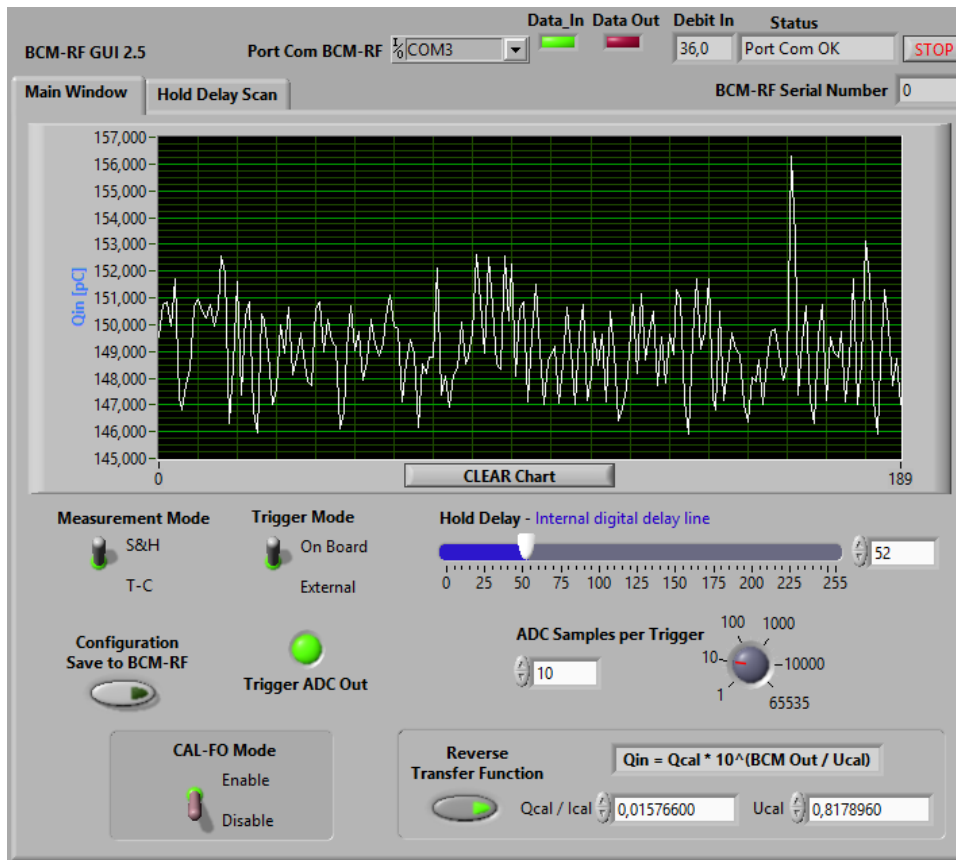 Data_In Data Out Debit In Status
BCM-RF GUI 2.5 Port Com BCM-RF COM3 36,0 Port Com OK STOP
Main Window Hold Delay Scan BCM-RF Serial Number 0
157,000
156,000
155,000
154,000
153,000
152,000
151,000
150,000
149,000
148,000
147,000
146,000
145,000
Qin [pC]
0 CLEAR Chart 189
Measurement Mode Trigger Mode Hold Delay - Internal digital delay line
S&H On Board 52
T-C External 0 25 50 75 100 125 150 175 200 225 255
Configuration
Save to BCM-RF
Trigger ADC Out
ADC Samples per Trigger
10
100 1000
10 10000
1 65535
CAL-FO Mode
Enable
Disable
Reverse
Transfer Function
Qin = Qcal * 10^(BCM Out / Ucal)
Qcal / Ical 0,01576600 Ucal 0,8178960